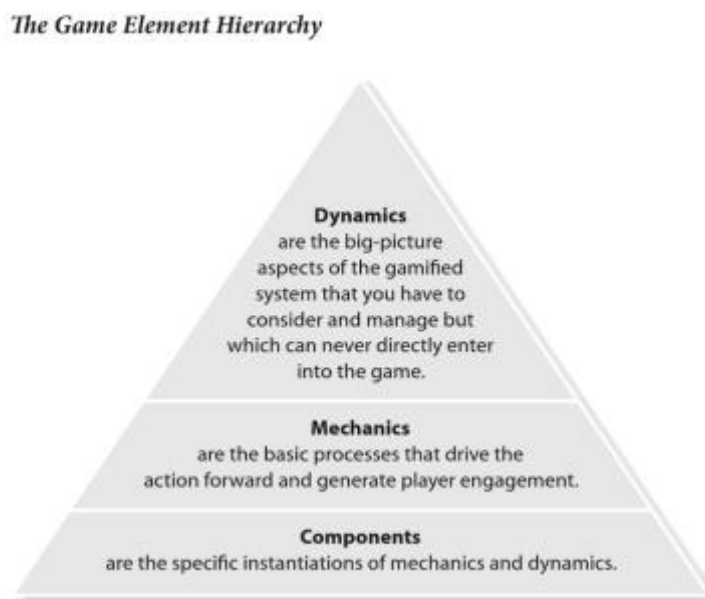 The Game Element Hierarchy
Dynamics
are the big-picture
aspects of the gamified
system that you have to
consider and manage but
which can never directly enter
into the game.
Mechanics
are the basic processes that drive the
action forward and generate player engagement.
Components
are the specific instantiations of mechanics and dynamics.